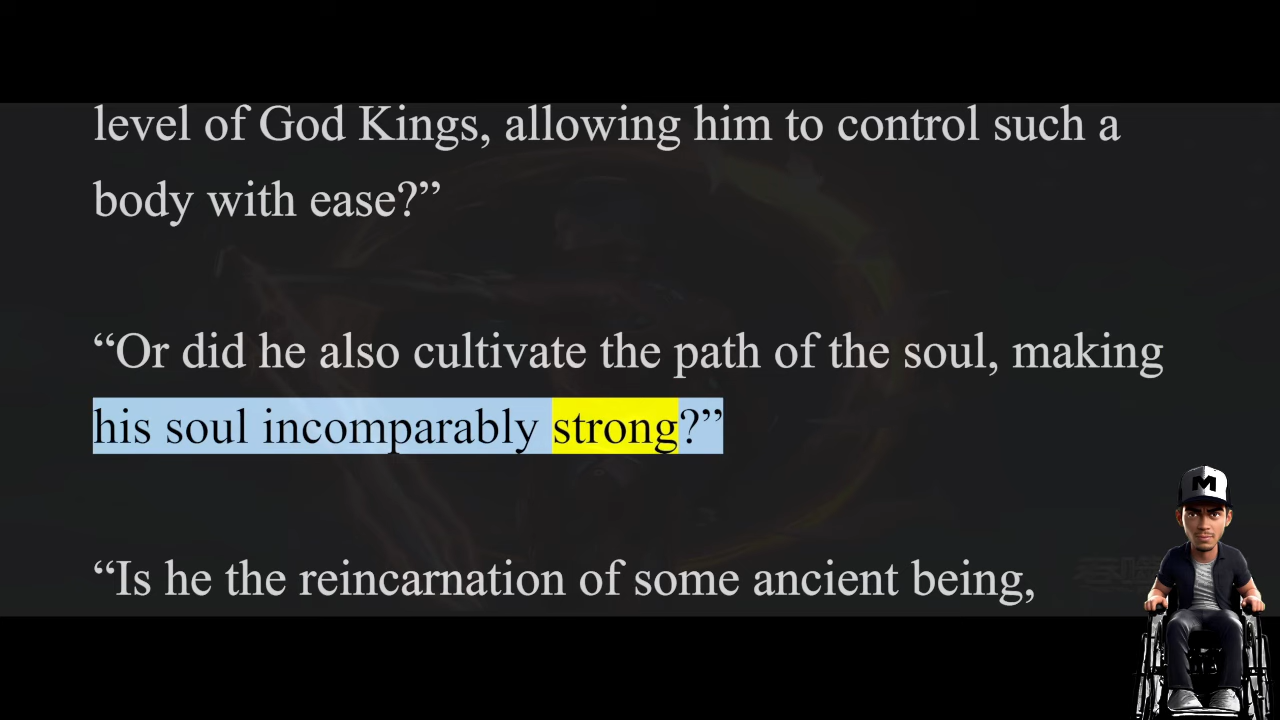 level of God Kings, allowing him to control such a
body with ease?”
“Or did he also cultivate the path of the soul, making
his soul incomparably strong?”
“Is he the reincarnation of some ancient being,
M